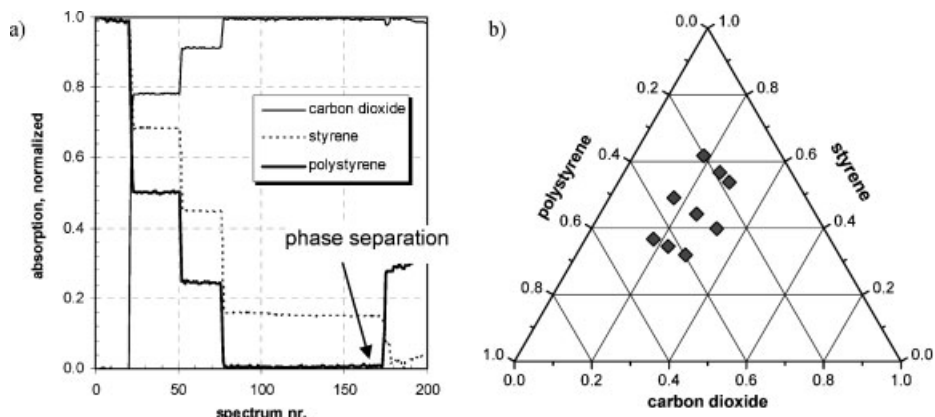 a)
1.0
0.8
0.6
0.4
0.2
0.0
absorption, normalized
0
50
100
150
200
spectrum nr.
carbon dioxide
styrene
polystyrene
phase separation
b)
0.0
1.0
0.2
0.8
0.4
0.6
0.6
0.4
0.8
0.2
1.0
0.0
polystyrene
styrene
0.0
0.2
0.4
0.6
0.8
1.0
carbon dioxide